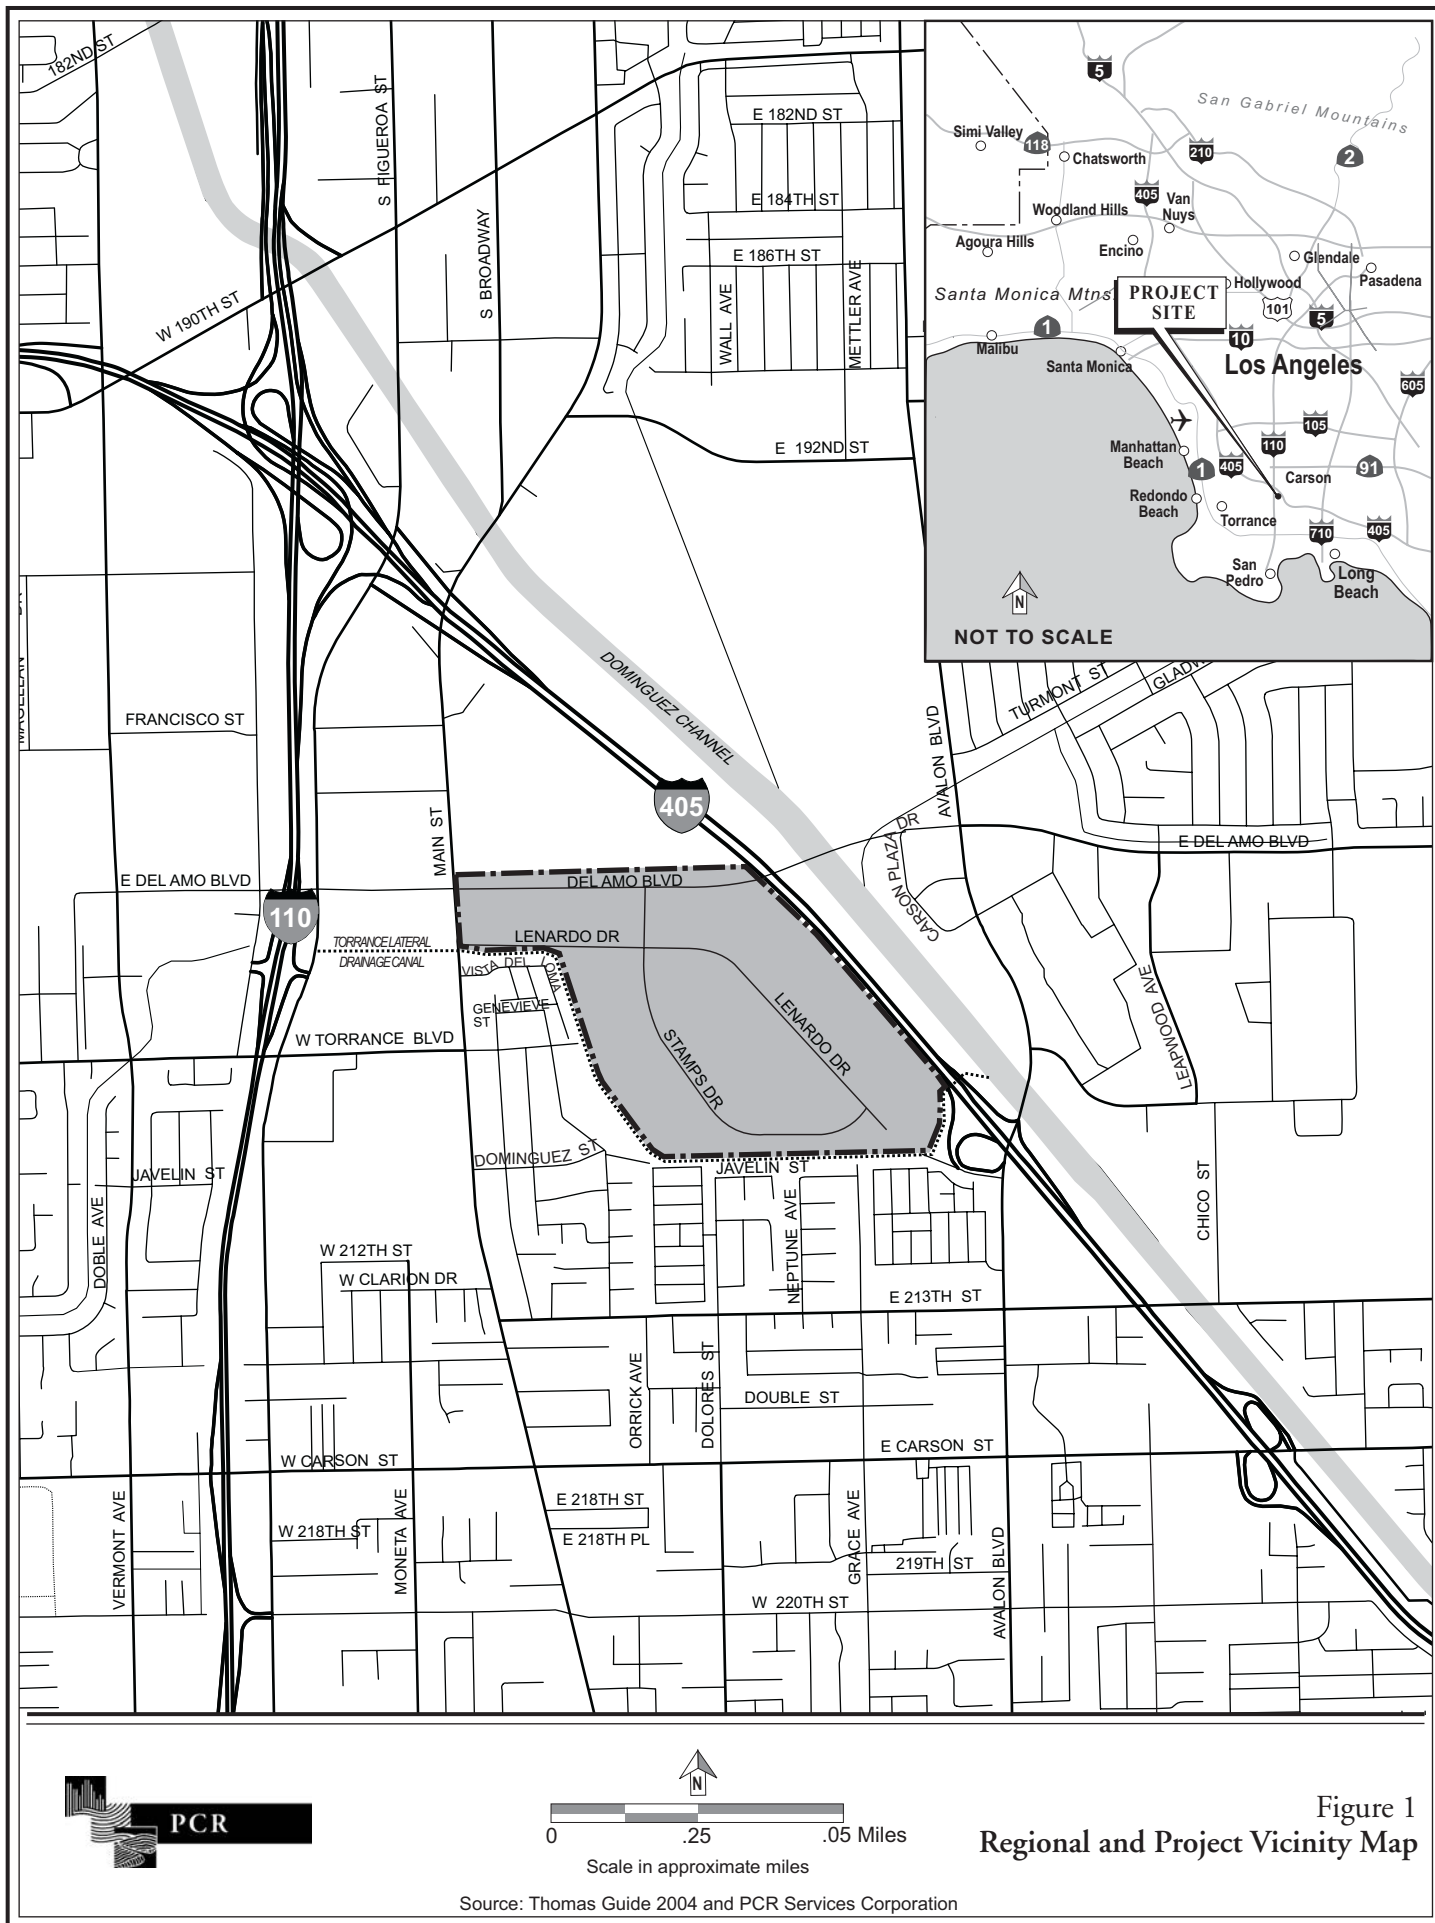 182ND ST
S FIGUEROA ST
S BROADWAY
W 190TH ST
E 182ND ST
E 184TH ST
E 186TH ST
WALL AVE
METTLER AVE
E 192ND ST
5
San Gabriel Mountains
Simi Valley
118
Chatsworth
210
2
405
Van
Nuys
Woodland Hills
Agoura Hills
Encino
Glendale
Pasadena
Santa Monica Mtns.
PROJECT
SITE
Hollywood
101
5
1
10
Malibu
Santa Monica
Los Angeles
605
105
110
Manhattan
Beach
1
405
Carson
91
Redondo
Beach
Torrance
710
405
San
Pedro
Long
Beach
N
NOT TO SCALE
MAGELLAN DR
FRANCISCO ST
DOMINGUEZ CHANNEL
TURMONT ST
GLADW
AVALON BLVD
405
MAIN ST
CARSON PLAZA DR
E DEL AMO BLVD
E DEL AMO BLVD
DEL AMO BLVD
110
TORRANCE LATERAL
DRAINAGE CANAL
LENARDO DR
VISTA DEL LOMA
GENEVIEVE
ST
W TORRANCE BLVD
STAMPS DR
LENARDO DR
LEAPWOOD AVE
DOMINGUEZ ST
JAVELIN ST
JAVELIN ST
DOBLE AVE
NEPTUNE AVE
CHICO ST
W 212TH ST
W CLARION DR
E 213TH ST
ORRICK AVE
DOLORES ST
DOUBLE ST
E CARSON ST
W CARSON ST
VERMONT AVE
W 218TH ST
MONETA AVE
E 218TH ST
E 218TH PL
GRACE AVE
219TH ST
AVALON BLVD
W 220TH ST
PCR
N
0 .25 .05 Miles
Scale in approximate miles
Figure 1
Regional and Project Vicinity Map
Source: Thomas Guide 2004 and PCR Services Corporation